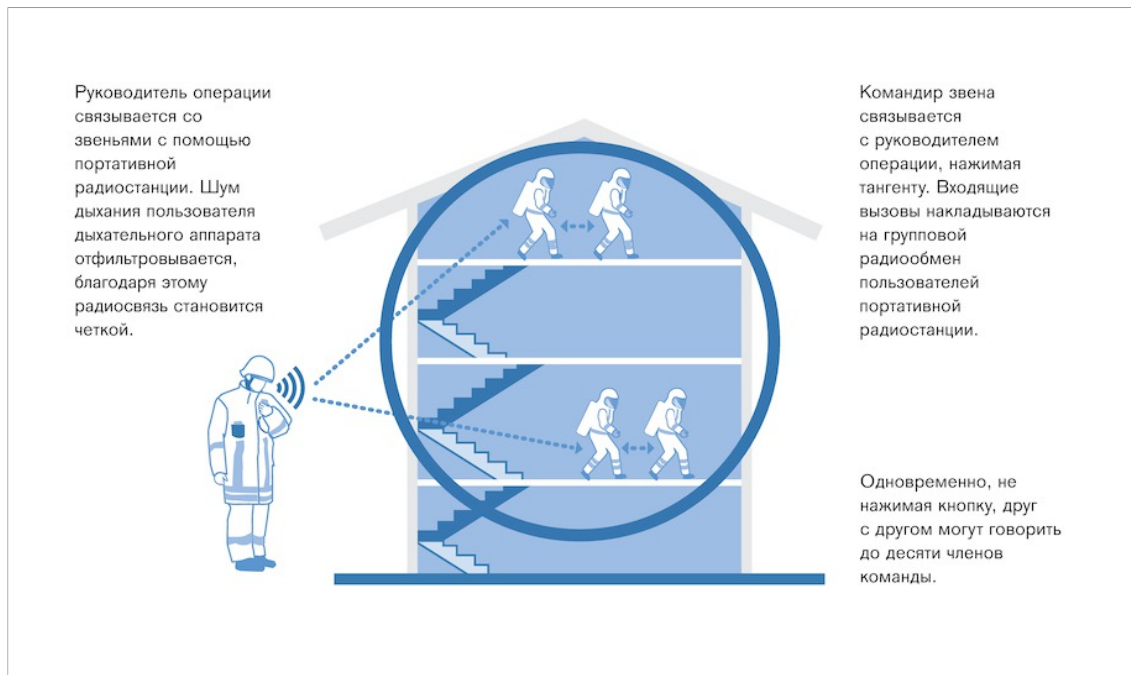 Руководитель операции
связывается со
звеньями с помощью
портативной
радиостанции. Шум
дыхания пользователя
дыхательного аппарата
отфильтровывается,
благодаря этому
радиосвязь становится
четкой.
Командир звена
связывается
с руководителем
операции, нажимая
тангенту. Входящие
вызовы накладываются
на групповой
радиообмен
пользователей
портативной
радиостанции.
Одновременно, не
нажимая кнопку, друг
с другом могут говорить
до десяти членов
команды.